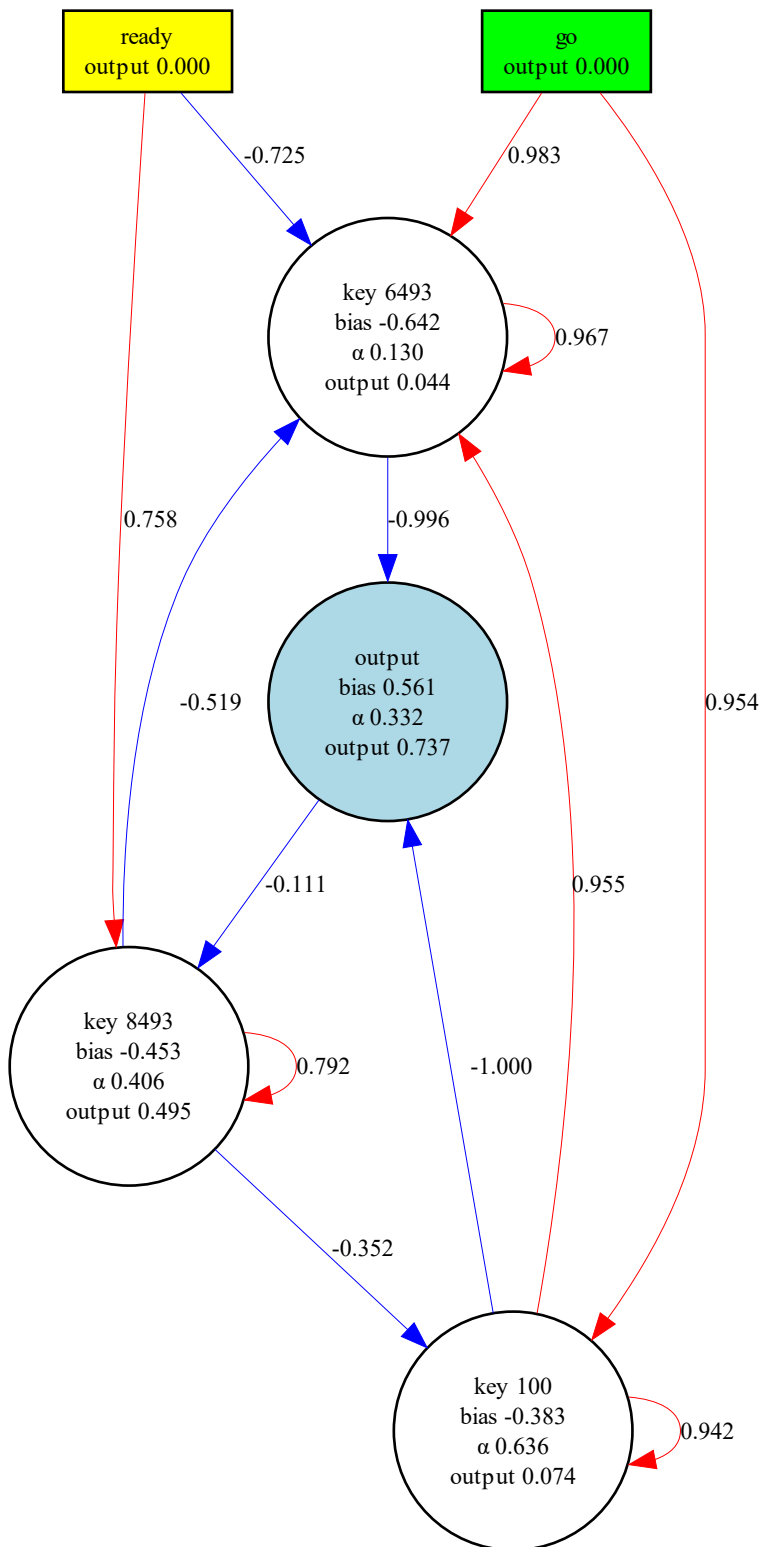 ready
output 0.000
go
output 0.000
-0.725
0.983
key 6493
bias -0.642
α 0.130
output 0.044
0.967
0.758
-0.996
-0.519
output
bias 0.561
α 0.332
output 0.737
0.954
-0.111
0.955
key 8493
bias -0.453
α 0.406
output 0.495
0.792
-1.000
-0.352
key 100
bias -0.383
α 0.636
output 0.074
0.942